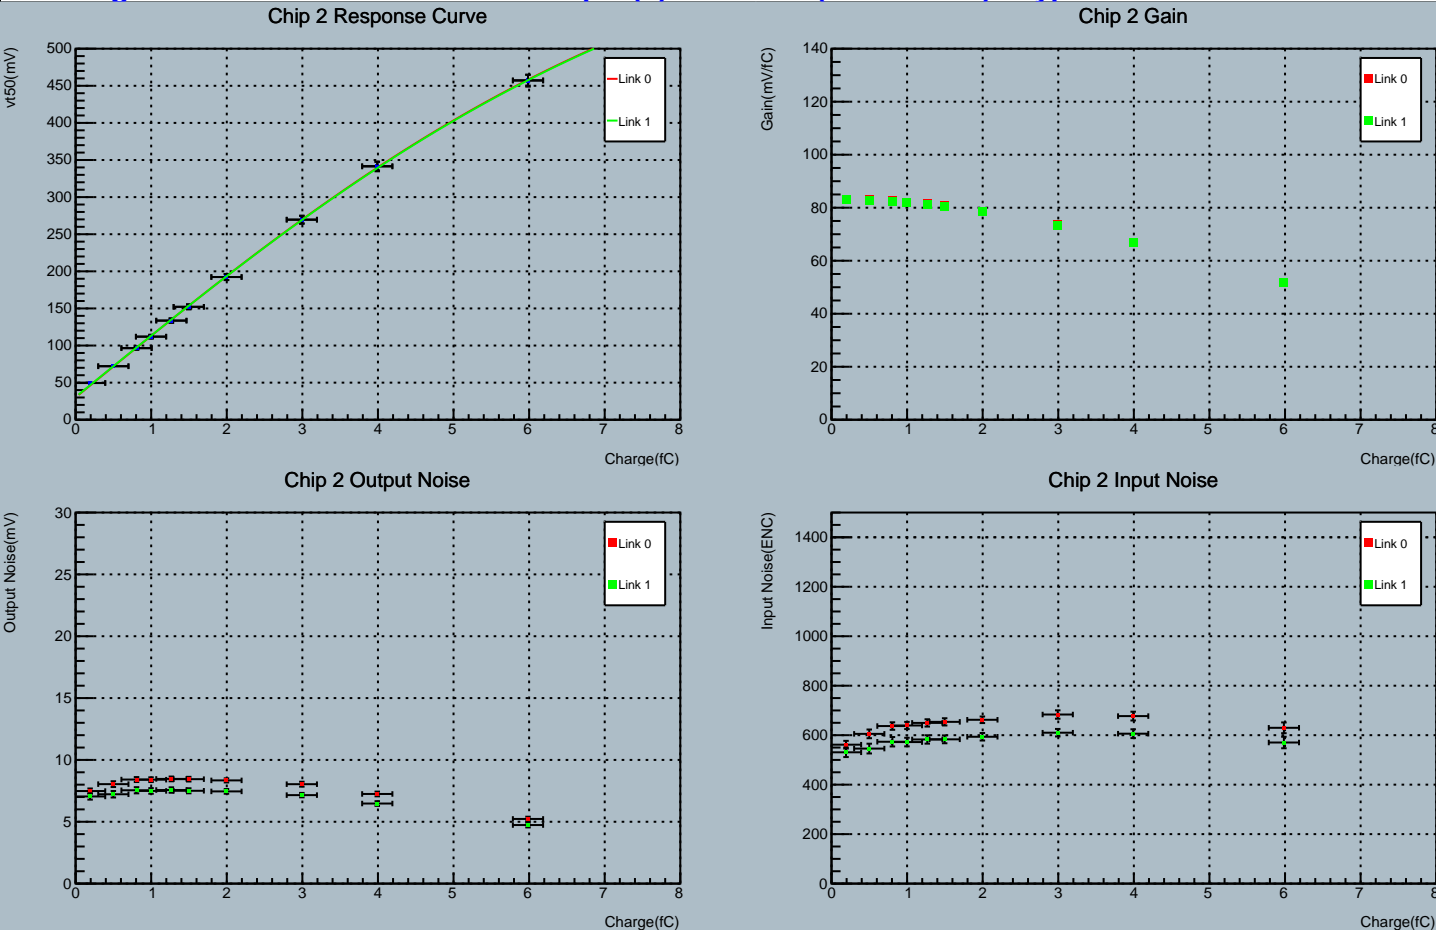 Chip 2 Response Curve
vt50(mV)
500
450
400
350
300
250
200
150
100
50
0
0 1 2 3 4 5 6 7 8
Charge(fC)
Link 0
Link 1
Chip 2 Gain
Gain(mV/fC)
140
120
100
80
60
40
20
0
0 1 2 3 4 5 6 7 8
Charge(fC)
Link 0
Link 1
Chip 2 Output Noise
Output Noise(mV)
30
25
20
15
10
5
0
0 1 2 3 4 5 6 7 8
Charge(fC)
Link 0
Link 1
Chip 2 Input Noise
Input Noise(ENC)
1400
1200
1000
800
600
400
200
0
0 1 2 3 4 5 6 7 8
Charge(fC)
Link 0
Link 1